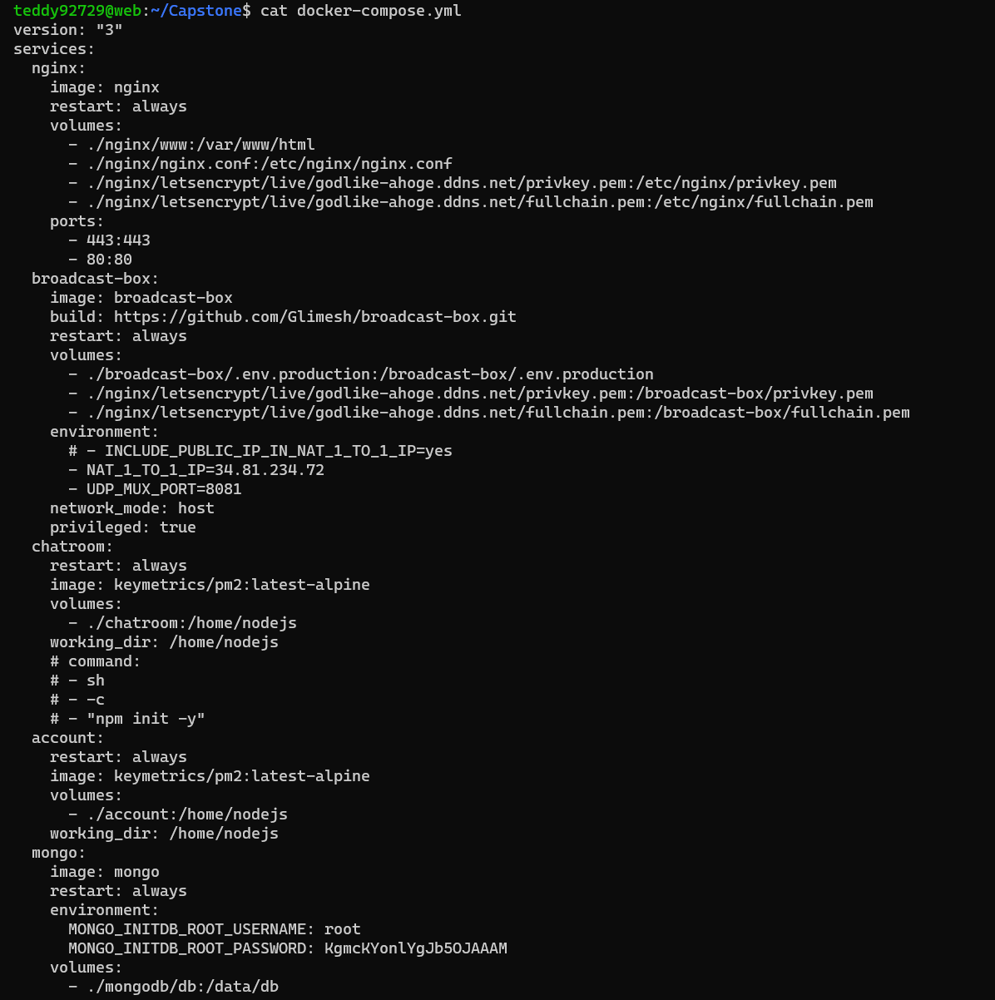 teddy92729@web:~/Capstone$ cat docker-compose.yml
version: "3"
services:
  nginx:
    image: nginx
    restart: always
    volumes:
      - ./nginx/www:/var/www/html
      - ./nginx/nginx.conf:/etc/nginx/nginx.conf
      - ./nginx/letsencrypt/live/godlike-ahoge.ddns.net/privkey.pem:/etc/nginx/privkey.pem
      - ./nginx/letsencrypt/live/godlike-ahoge.ddns.net/fullchain.pem:/etc/nginx/fullchain.pem
    ports:
      - 443:443
      - 80:80
  broadcast-box:
    image: broadcast-box
    build: https://github.com/Glimesh/broadcast-box.git
    restart: always
    volumes:
      - ./broadcast-box/.env.production:/broadcast-box/.env.production
      - ./nginx/letsencrypt/live/godlike-ahoge.ddns.net/privkey.pem:/broadcast-box/privkey.pem
      - ./nginx/letsencrypt/live/godlike-ahoge.ddns.net/fullchain.pem:/broadcast-box/fullchain.pem
    environment:
      # - INCLUDE_PUBLIC_IP_IN_NAT_1_TO_1_IP=yes
      - NAT_1_TO_1_IP=34.81.234.72
      - UDP_MUX_PORT=8081
    network_mode: host
    privileged: true
  chatroom:
    restart: always
    image: keymetrics/pm2:latest-alpine
    volumes:
      - ./chatroom:/home/nodejs
    working_dir: /home/nodejs
    # command:
    # - sh
    # - -c
    # - "npm init -y"
  account:
    restart: always
    image: keymetrics/pm2:latest-alpine
    volumes:
      - ./account:/home/nodejs
    working_dir: /home/nodejs
  mongo:
    image: mongo
    restart: always
    environment:
      MONGO_INITDB_ROOT_USERNAME: root
      MONGO_INITDB_ROOT_PASSWORD: KgmcKYonlYgJb5OJAAAM
    volumes:
      - ./mongodb/db:/data/db